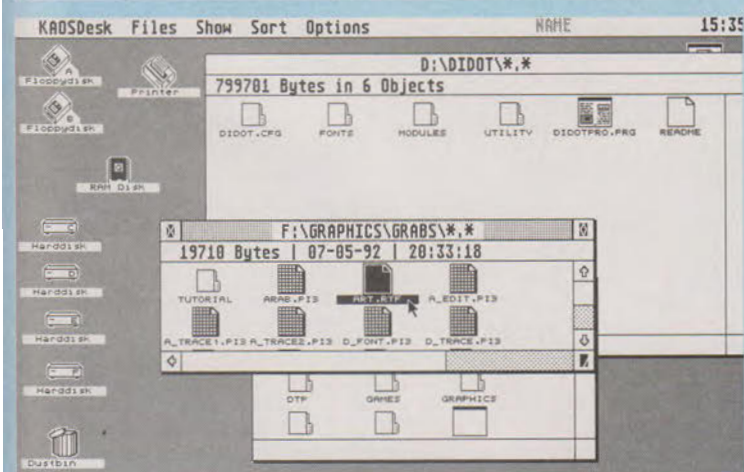 KAOSDesk Files Show Sort Options NAME 15:35
A
Floppydisk
Printer
B
Floppydisk
RAM Disk
Harddisk
Harddisk
Harddisk
Harddisk
Dustbin
D:\DIDOT\*.*
799701 Bytes in 6 Objects
DIDOT.CFG FONTS MODULES UTILITY DIDOTPRO.PRG README
F:\GRAPHICS\GRABS\*.*
19710 Bytes | 07-05-92 | 20:33:18
TUTORIAL ARAB.PI3 ART.RTF A_EDIT.PI3
A_TRACE1.PI3 A_TRACE2.PI3 D_FONT.PI3 D_TRACE.PI3
DTP GAMES GRAPHICS